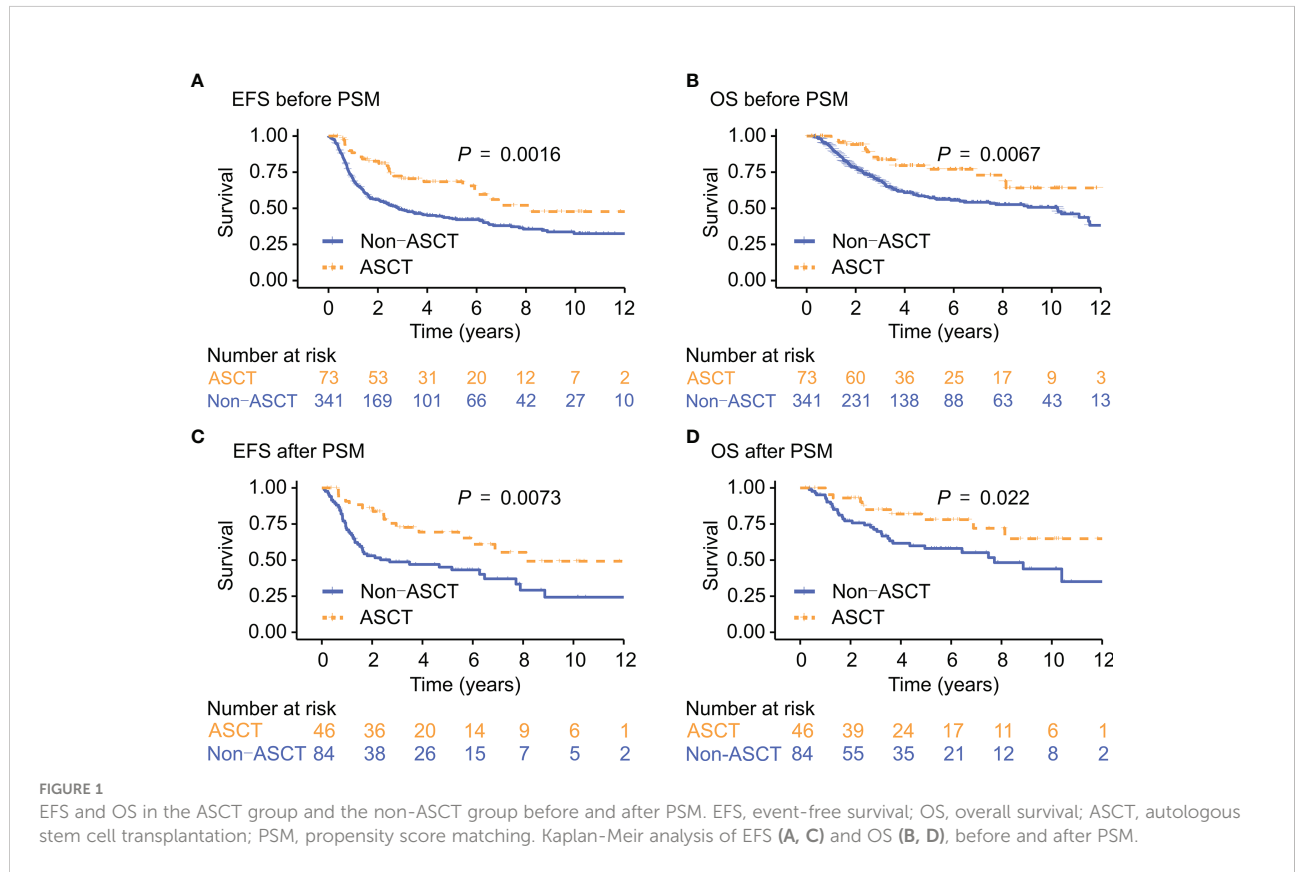 A
EFS before PSM
1.00
0.75
0.50
0.25
0.00
Survival
P = 0.0016
Non−ASCT
ASCT
0 2 4 6 8 10 12
Time (years)
Number at risk
ASCT 73 53 31 20 12 7 2
Non−ASCT 341 169 101 66 42 27 10
B
OS before PSM
1.00
0.75
0.50
0.25
0.00
Survival
P = 0.0067
Non−ASCT
ASCT
0 2 4 6 8 10 12
Time (years)
Number at risk
ASCT 73 60 36 25 17 9 3
Non−ASCT 341 231 138 88 63 43 13
C
EFS after PSM
1.00
0.75
0.50
0.25
0.00
Survival
P = 0.0073
Non−ASCT
ASCT
0 2 4 6 8 10 12
Time (years)
Number at risk
ASCT 46 36 20 14 9 6 1
Non−ASCT 84 38 26 15 7 5 2
D
OS after PSM
1.00
0.75
0.50
0.25
0.00
Survival
P = 0.022
Non−ASCT
ASCT
0 2 4 6 8 10 12
Time (years)
Number at risk
ASCT 46 39 24 17 11 6 1
Non-ASCT 84 55 35 21 12 8 2
FIGURE 1
EFS and OS in the ASCT group and the non-ASCT group before and after PSM. EFS, event-free survival; OS, overall survival; ASCT, autologous
stem cell transplantation; PSM, propensity score matching. Kaplan-Meir analysis of EFS (A, C) and OS (B, D), before and after PSM.